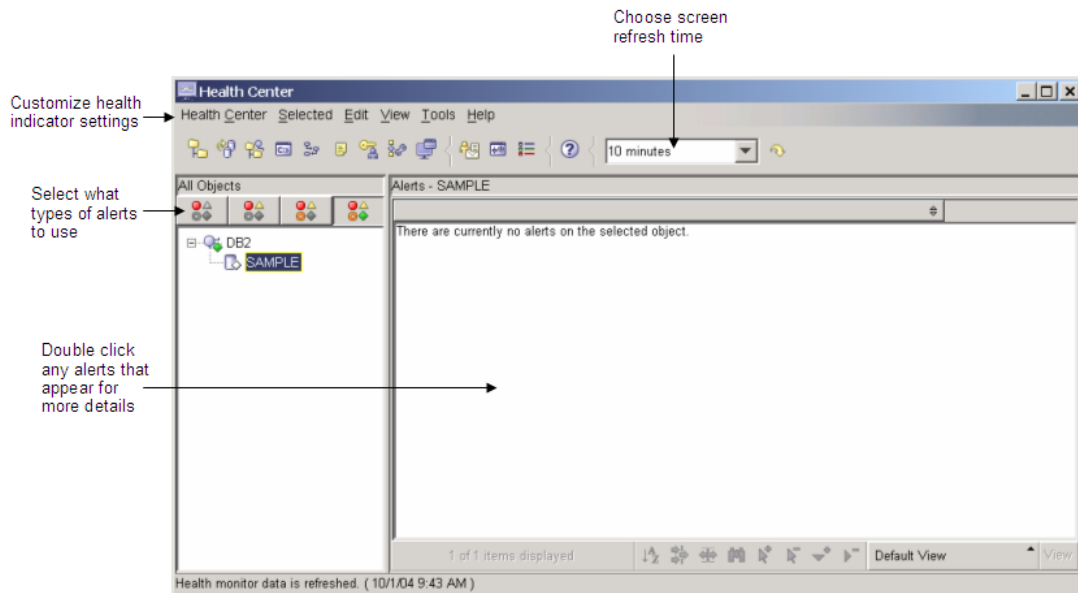 Choose screen
refresh time
Customize health
indicator settings
Select what
types of alerts
to use
Double click
any alerts that
appear for
more details
Health Center
Health Center Selected Edit View Tools Help
10 minutes
All Objects
Alerts - SAMPLE
DB2
SAMPLE
There are currently no alerts on the selected object.
1 of 1 items displayed
Default View
View
Health monitor data is refreshed. ( 10/1/04 9:43 AM )